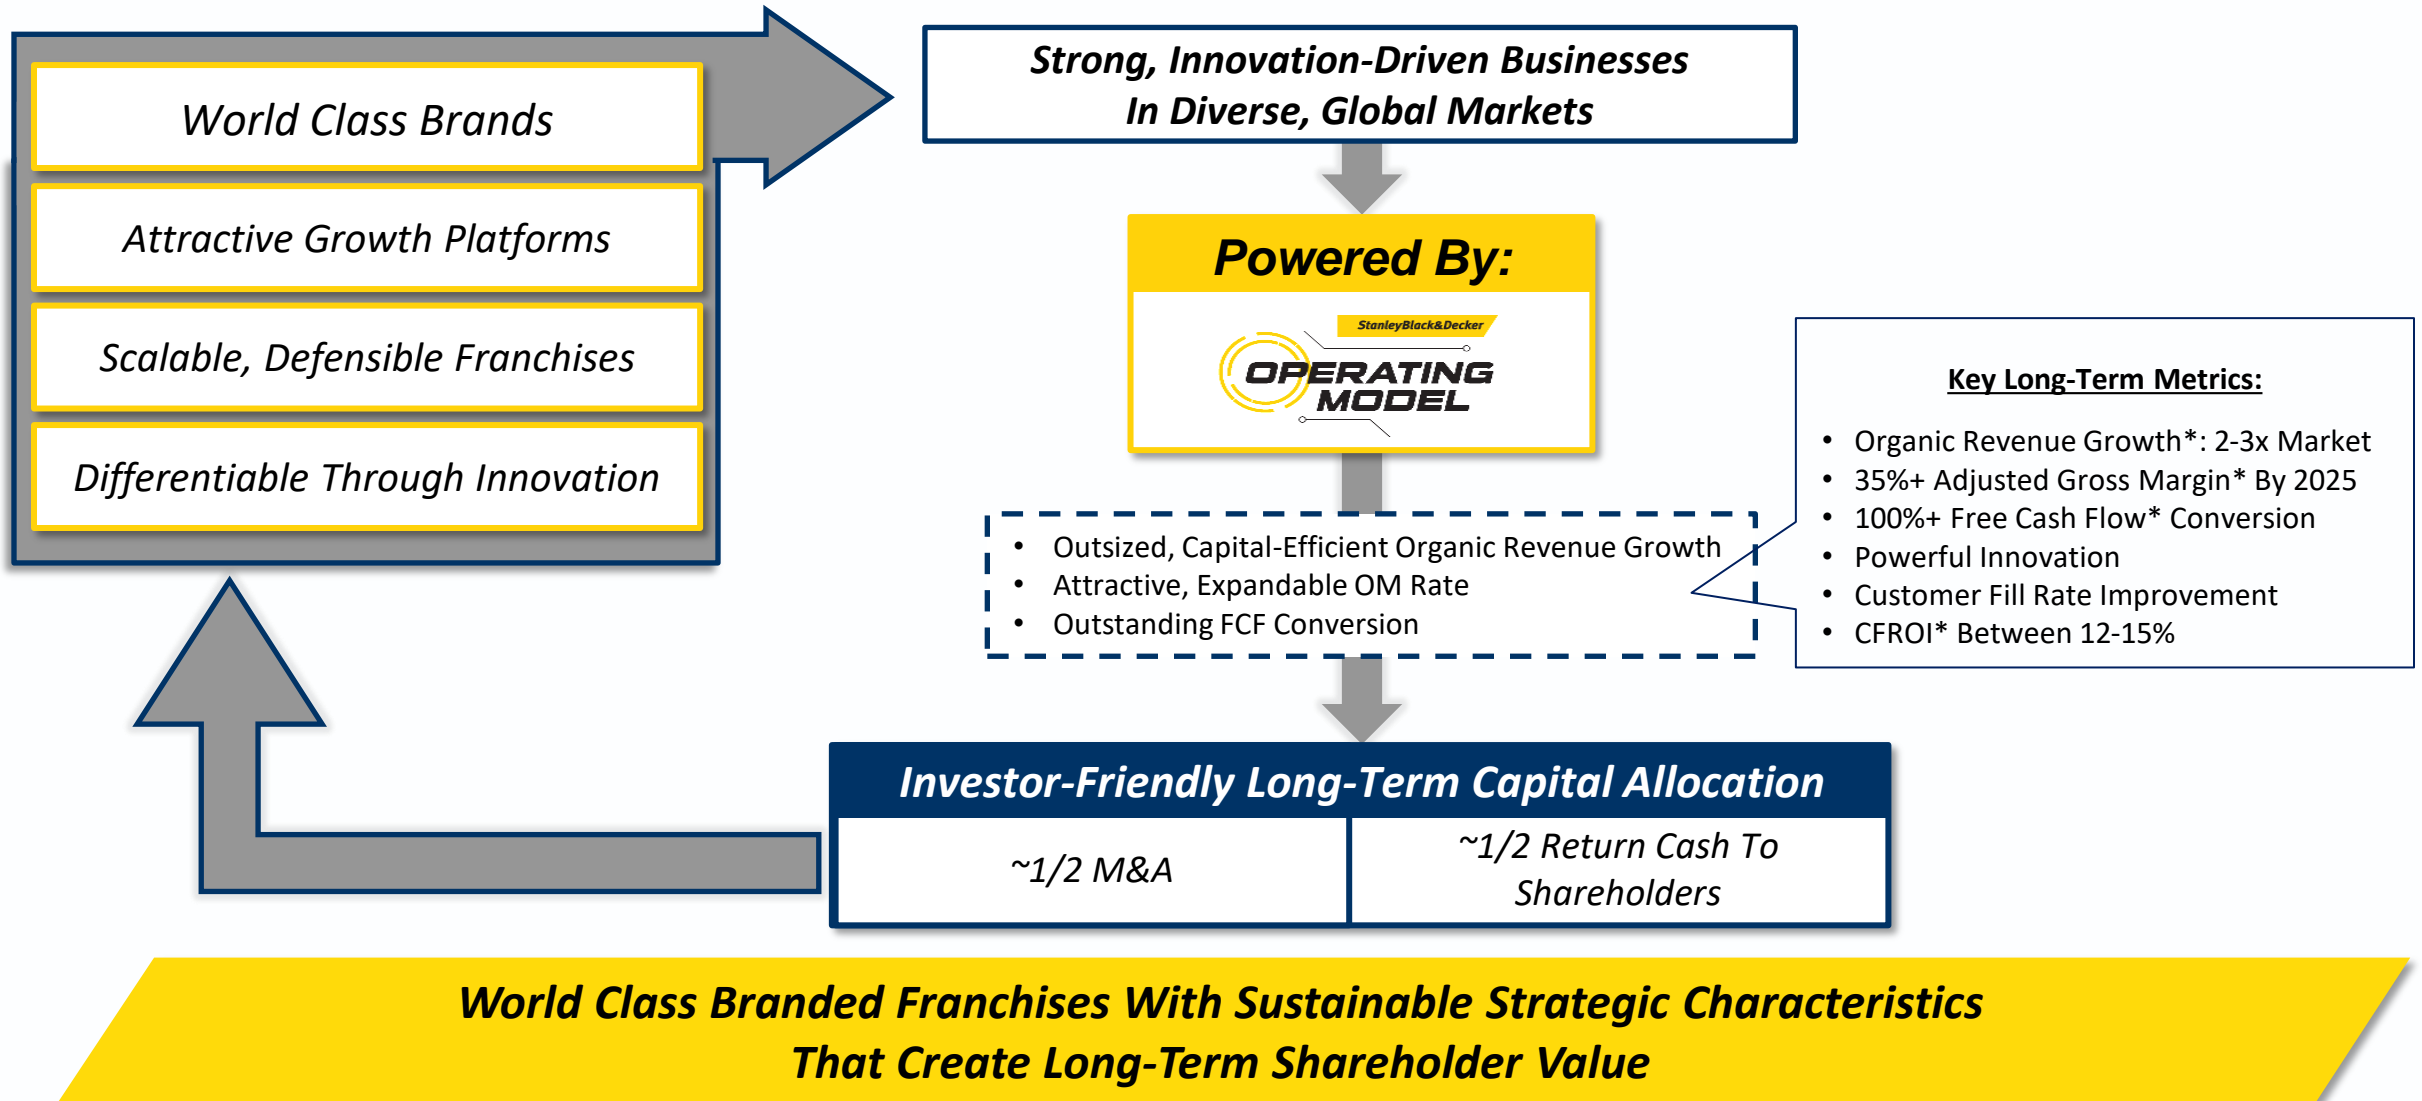 World Class Brands
Attractive Growth Platforms
Scalable, Defensible Franchises
Differentiable Through Innovation
Strong, Innovation-Driven Businesses
In Diverse, Global Markets
Powered By:
StanleyBlack&Decker
OPERATING
MODEL
• Outsized, Capital-Efficient Organic Revenue Growth
• Attractive, Expandable OM Rate
• Outstanding FCF Conversion
Key Long-Term Metrics:
• Organic Revenue Growth*: 2-3x Market
• 35%+ Adjusted Gross Margin* By 2025
• 100%+ Free Cash Flow* Conversion
• Powerful Innovation
• Customer Fill Rate Improvement
• CFROI* Between 12-15%
Investor-Friendly Long-Term Capital Allocation
~1/2 M&A
~1/2 Return Cash To
Shareholders
World Class Branded Franchises With Sustainable Strategic Characteristics
That Create Long-Term Shareholder Value